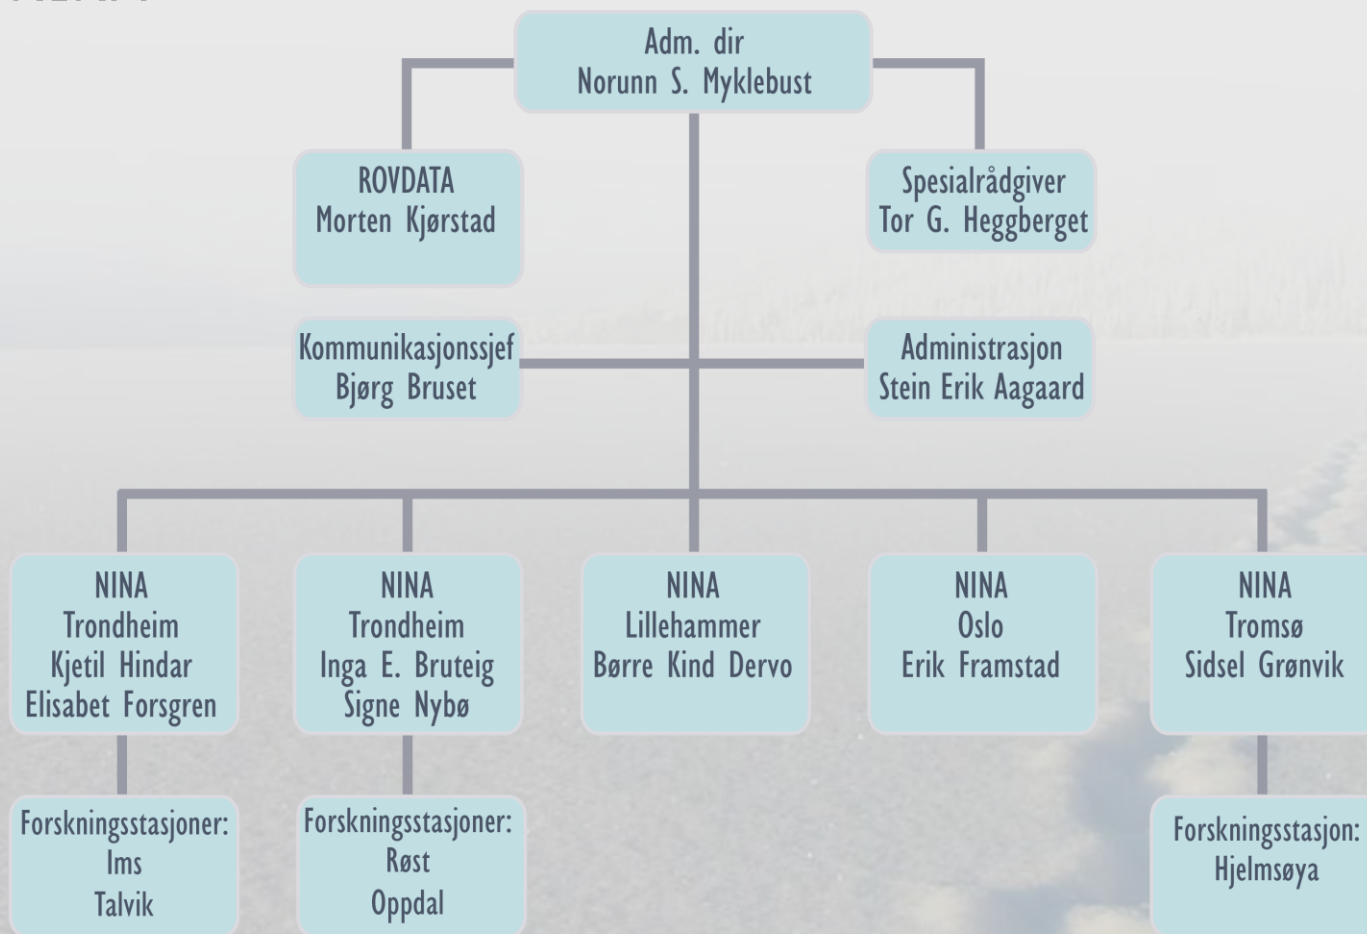 Adm. dir
Norunn S. Myklebust
ROVDATA
Morten Kjørstad
Spesialrådgiver
Tor G. Heggberget
Kommunikasjonssjef
Bjørg Bruset
Administrasjon
Stein Erik Aagaard
NINA
Trondheim
Kjetil Hindar
Elisabet Forsgren
NINA
Trondheim
Inga E. Bruteig
Signe Nybø
NINA
Lillehammer
Børre Kind Dervo
NINA
Oslo
Erik Framstad
NINA
Tromsø
Sidsel Grønvik
Forskningsstasjoner:
Ims
Talvik
Forskningsstasjoner:
Røst
Oppdal
Forskningsstasjon:
Hjelmsøya